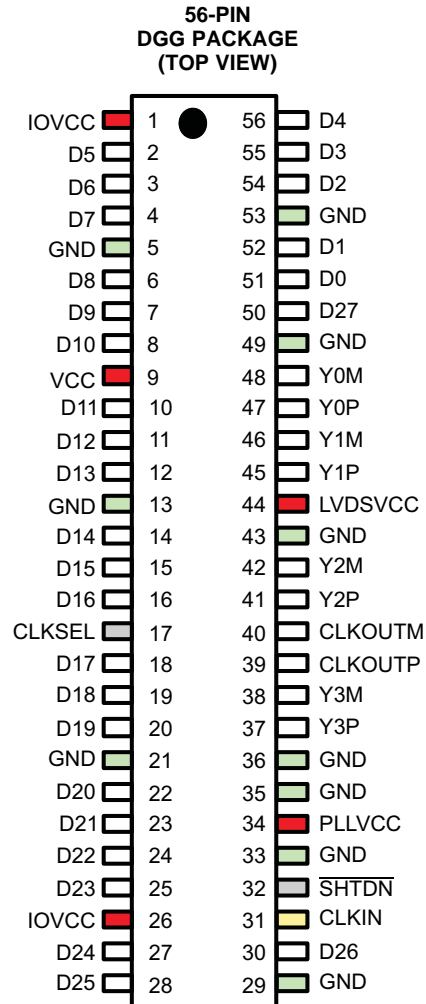 56-PIN
DGG PACKAGE
(TOP VIEW)
IOVCC 1 56 D4
D5 2 55 D3
D6 3 54 D2
D7 4 53 GND
GND 5 52 D1
D8 6 51 D0
D9 7 50 D27
D10 8 49 GND
VCC 9 48 Y0M
D11 10 47 Y0P
D12 11 46 Y1M
D13 12 45 Y1P
GND 13 44 LVDSVCC
D14 14 43 GND
D15 15 42 Y2M
D16 16 41 Y2P
CLKSEL 17 40 CLKOUTM
D17 18 39 CLKOUTP
D18 19 38 Y3M
D19 20 37 Y3P
GND 21 36 GND
D20 22 35 GND
D21 23 34 PLLVCC
D22 24 33 GND
D23 25 32 SHTDN
IOVCC 26 31 CLKIN
D24 27 30 D26
D25 28 29 GND